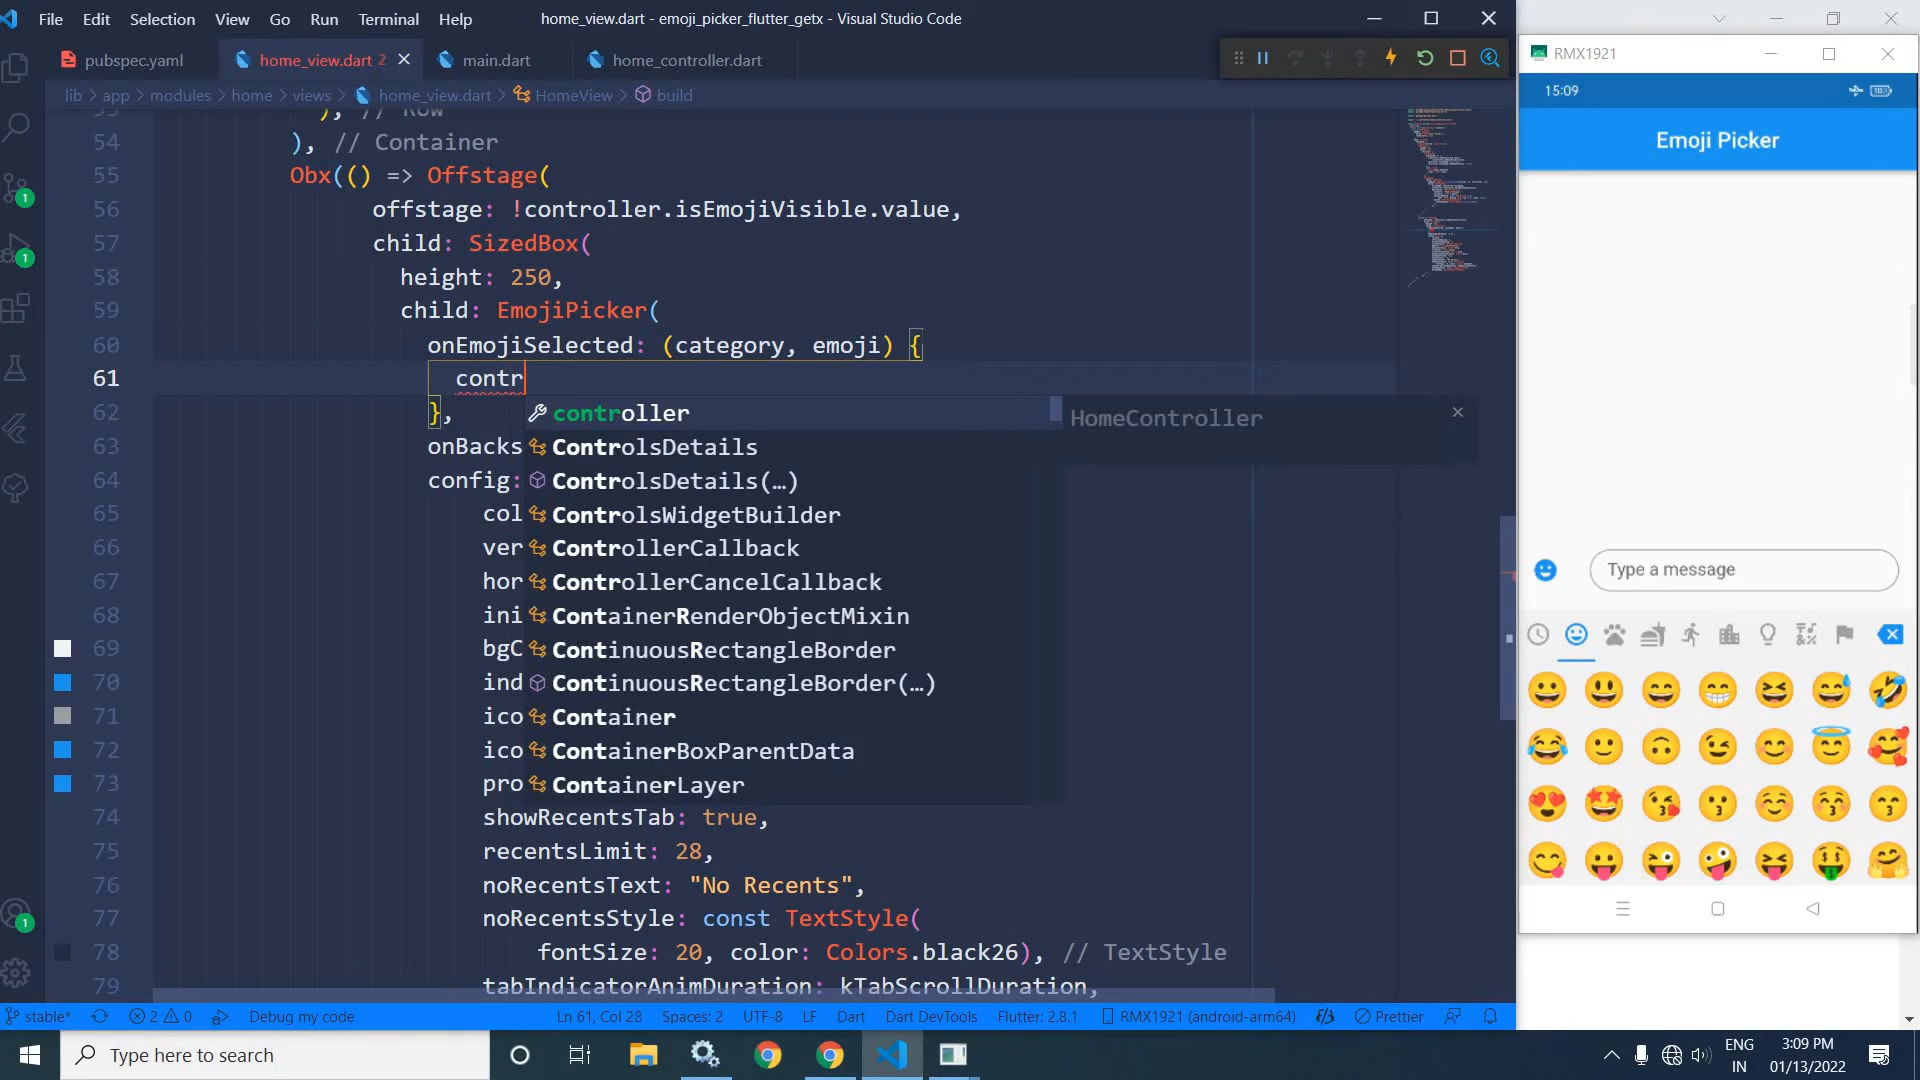 File Edit Selection View Go Run Terminal Help
home_view.dart - emoji_picker_flutter_getx - Visual Studio Code
pubspec.yaml
home_view.dart 2
main.dart
home_controller.dart
lib > app > modules > home > views > home_view.dart > HomeView > build
53 ), // Row
54 ), // Container
55 Obx(() => Offstage(
56 offstage: !controller.isEmojiVisible.value,
57 child: SizedBox(
58 height: 250,
59 child: EmojiPicker(
60 onEmojiSelected: (category, emoji) {
61 contr
62 },
63 onBacks
64 config:
65 col
66 ver
67 hor
68 ini
69 bgC
70 ind
71 ico
72 ico
73 pro
74 showRecentsTab: true,
75 recentsLimit: 28,
76 noRecentsText: "No Recents",
77 noRecentsStyle: const TextStyle(
78 fontSize: 20, color: Colors.black26), // TextStyle
79 tabIndicatorAnimDuration: kTabScrollDuration,
controller
ControlsDetails
ControlsDetails(…)
ControlsWidgetBuilder
ControllerCallback
ControllerCancelCallback
ContainerRenderObjectMixin
ContinuousRectangleBorder
ContinuousRectangleBorder(…)
Container
ContainerBoxParentData
ContainerLayer
HomeController
1
1
1
stable* 2 0 Debug my code
Ln 61, Col 28 Spaces: 2 UTF-8 LF Dart Dart DevTools Flutter: 2.8.1 RMX1921 (android-arm64) Prettier
RMX1921
15:09
Emoji Picker
Type a message
Type here to search
ENG
IN
3:09 PM
01/13/2022